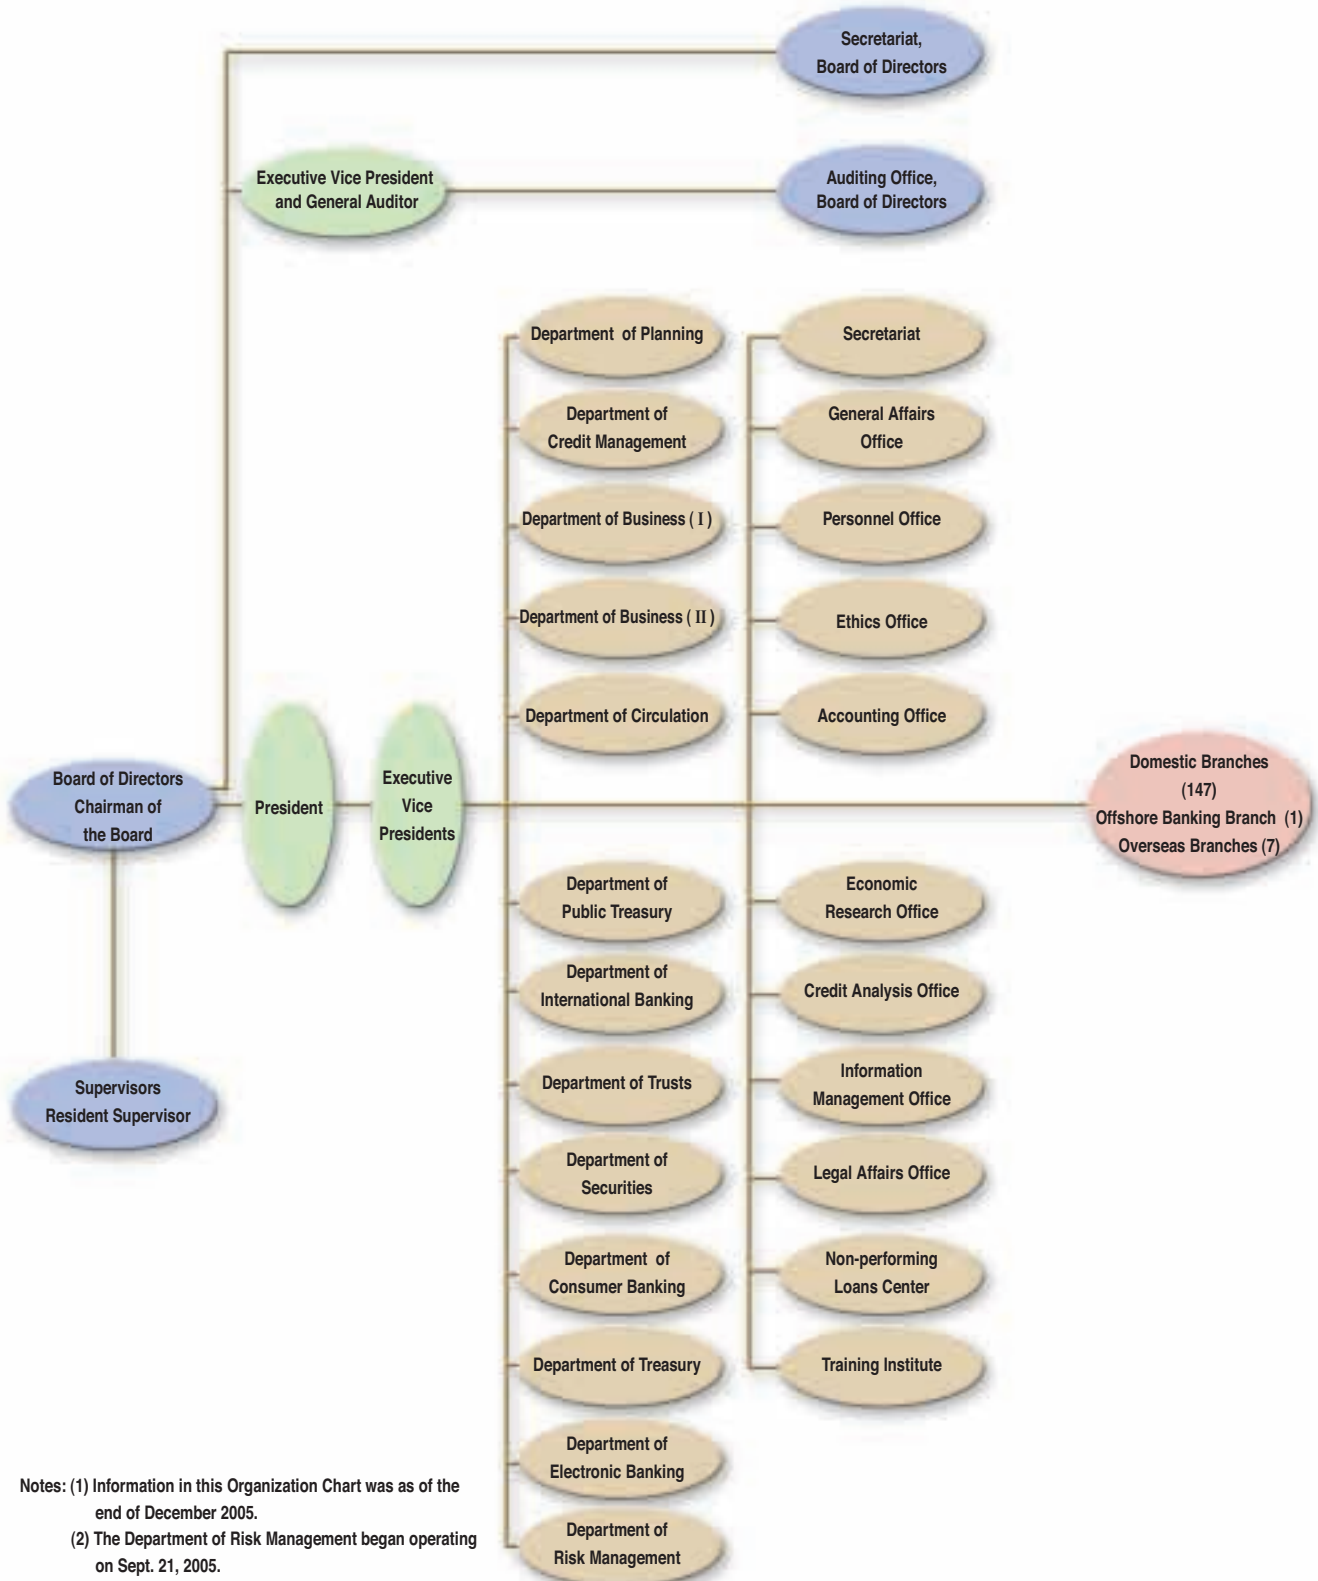 Secretariat,
Board of Directors
Executive Vice President
and General Auditor
Auditing Office,
Board of Directors
Department of Planning
Secretariat
Department of
Credit Management
General Affairs
Office
Department of Business ( I )
Personnel Office
Department of Business ( II )
Ethics Office
Department of Circulation
Accounting Office
Board of Directors
Chairman of
the Board
President
Executive
Vice
Presidents
Domestic Branches
(147)
Offshore Banking Branch (1)
Overseas Branches (7)
Department of
Public Treasury
Economic
Research Office
Department of
International Banking
Credit Analysis Office
Supervisors
Resident Supervisor
Department of Trusts
Information
Management Office
Department of
Securities
Legal Affairs Office
Department of
Consumer Banking
Non-performing
Loans Center
Department of Treasury
Training Institute
Department of
Electronic Banking
Department of
Risk Management
Notes: (1) Information in this Organization Chart was as of the
end of December 2005.
(2) The Department of Risk Management began operating
on Sept. 21, 2005.